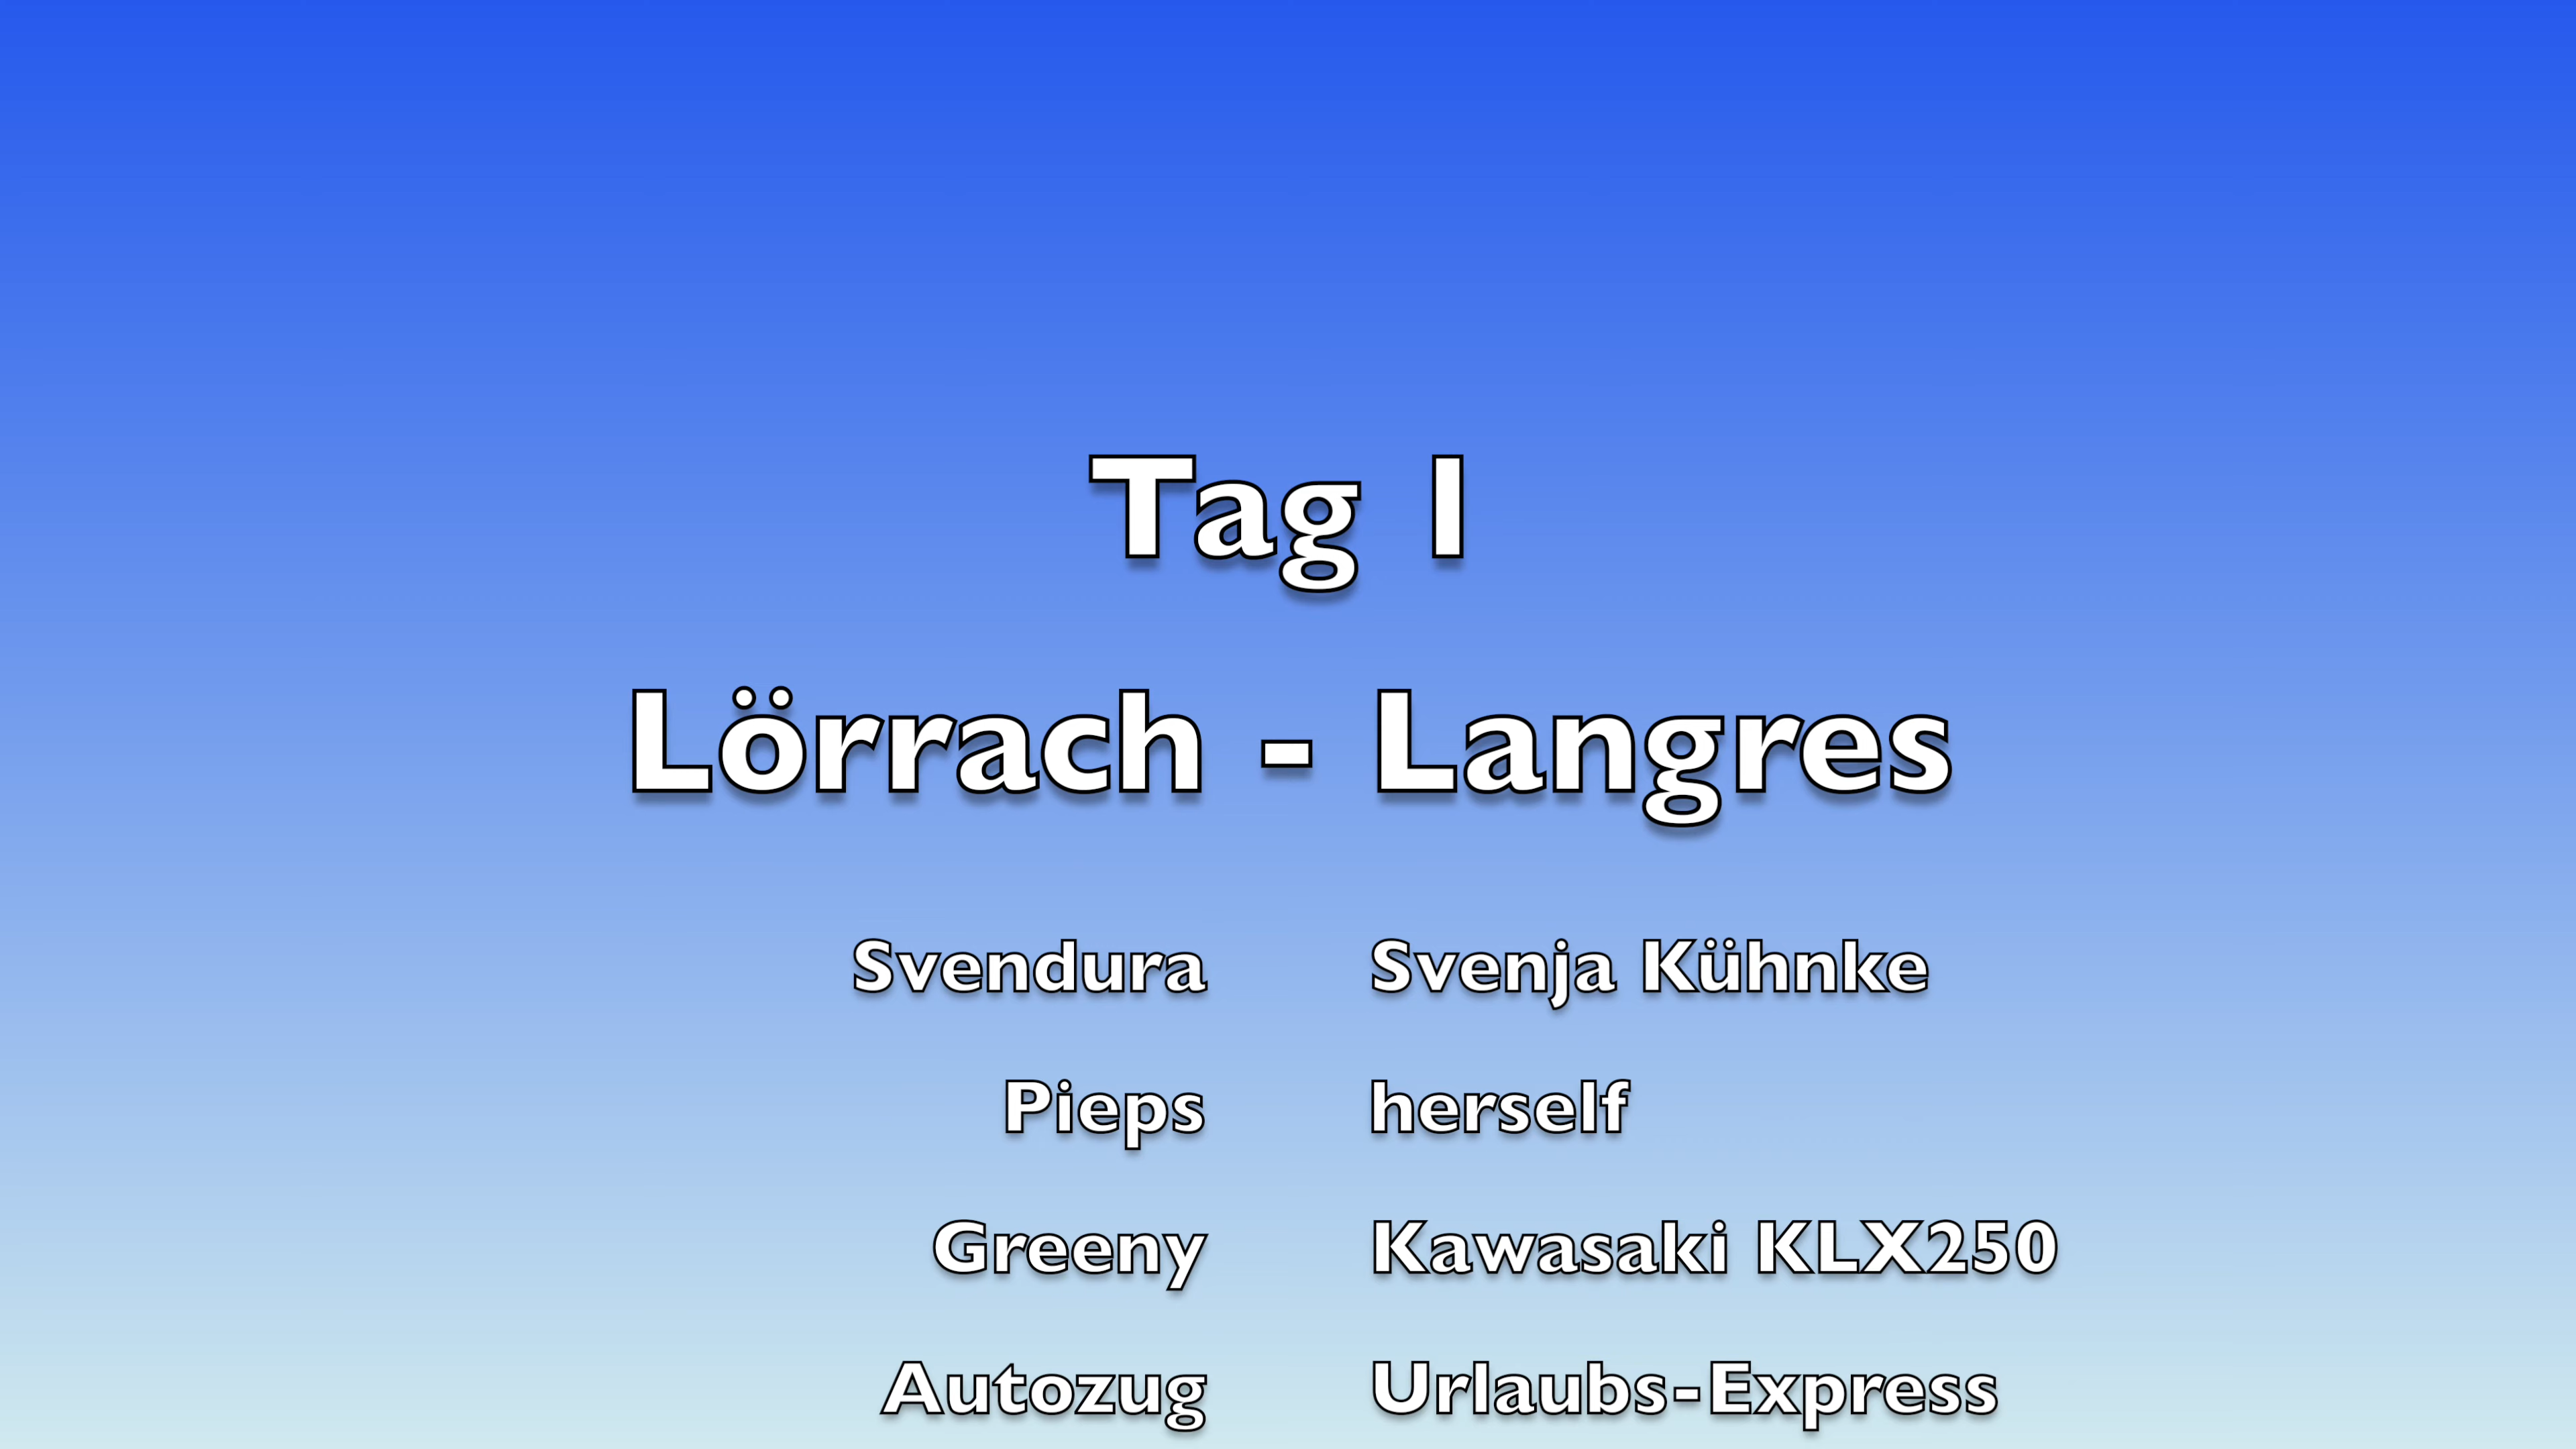 Tag 1
Lörrach - Langres
Svendura Svenja Kühnke
Pieps herself
Greeny Kawasaki KLX250
Autozug Urlaubs-Express